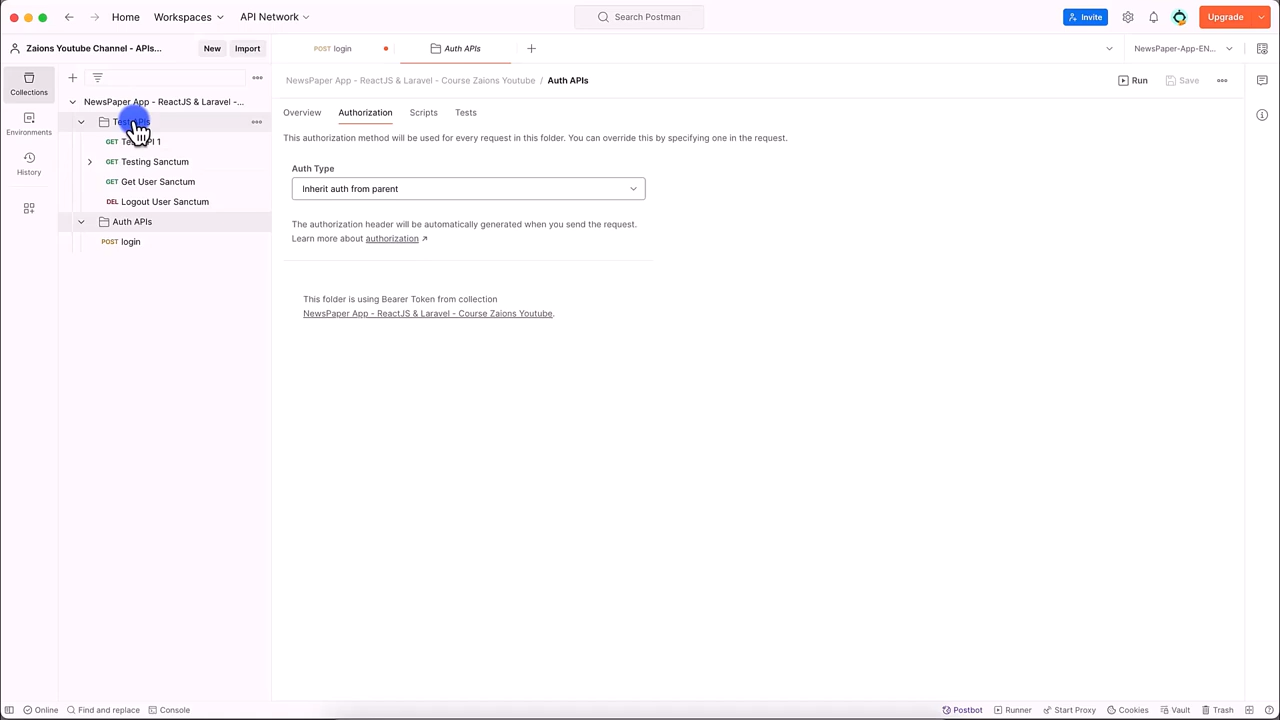 Home Workspaces API Network Search Postman Invite Upgrade
Zaions Youtube Channel - APIs... New Import POST login Auth APIs NewsPaper-App-EN...
Collections
Environments
History
NewsPaper App - ReactJS & Laravel -...
GET
GET Testing Sanctum
GET Get User Sanctum
DEL Logout User Sanctum
Auth APIs
POST login
NewsPaper App - ReactJS & Laravel - Course Zaions Youtube / Auth APIs Run Save
Overview Authorization Scripts Tests
This authorization method will be used for every request in this folder. You can override this by specifying one in the request.
Auth Type
Inherit auth from parent
The authorization header will be automatically generated when you send the request.
Learn more about authorization ↗
This folder is using Bearer Token from collection
NewsPaper App - ReactJS & Laravel - Course Zaions Youtube.
Online Find and replace Console Postbot Runner Start Proxy Cookies Vault Trash